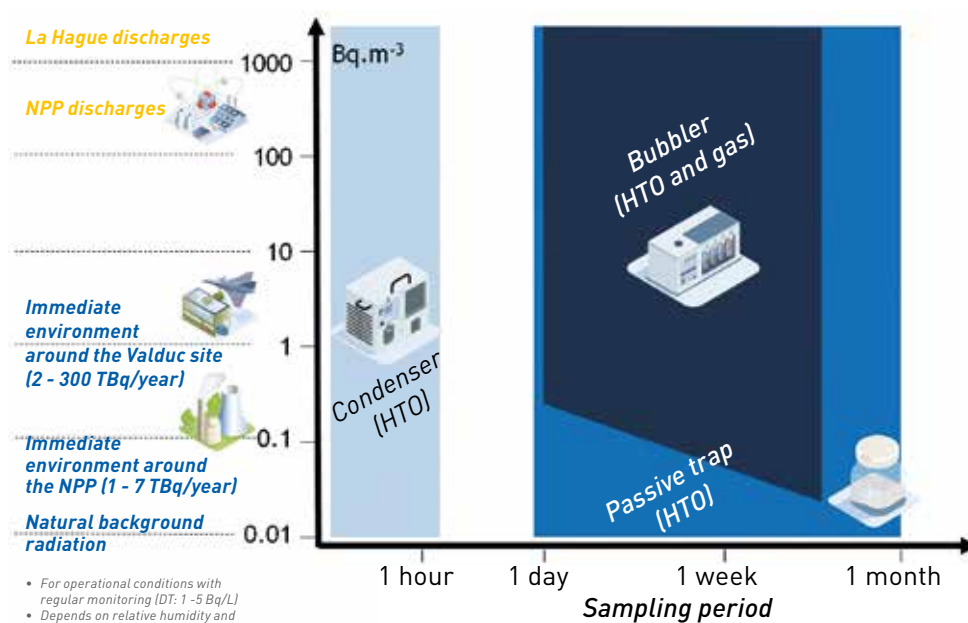 La Hague discharges
NPP discharges
Immediate
environment
around the Valduc site
(2 - 300 TBq/year)
Immediate
environment around
the NPP (1 - 7 TBq/year)
Natural background
radiation
• For operational conditions with
regular monitoring (DT: 1 -5 Bq/L)
• Depends on relative humidity and
Bq.m-³
1000
100
10
1
0.1
0.01
Condenser
(HTO)
Bubbler
(HTO and gas)
Passive trap
(HTO)
1 hour
1 day
1 week
1 month
Sampling period